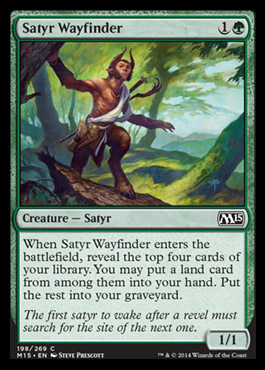 Satyr Wayfinder 1
Creature — Satyr M15
When Satyr Wayfinder enters the
battlefield, reveal the top four cards of
your library. You may put a land card
from among them into your hand. Put
the rest into your graveyard.
The first satyr to wake after a revel must
search for the site of the next one.
1/1
198/269 C
M15 • EN STEVE PRESCOTT ™ & © 2014 Wizards of the Coast